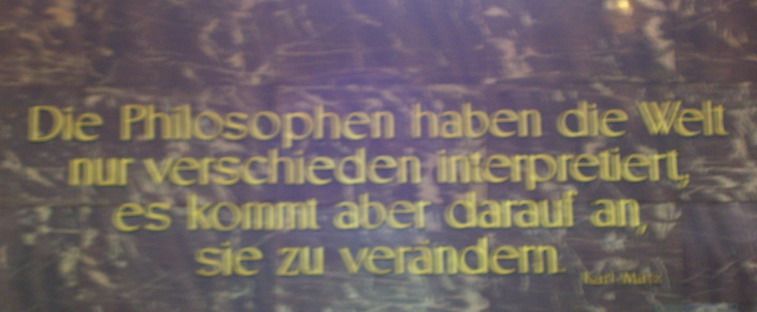 Die Philosophen haben die Welt
nur verschieden interpretiert,
es kommt aber darauf an,
sie zu verändern.
Karl Marx